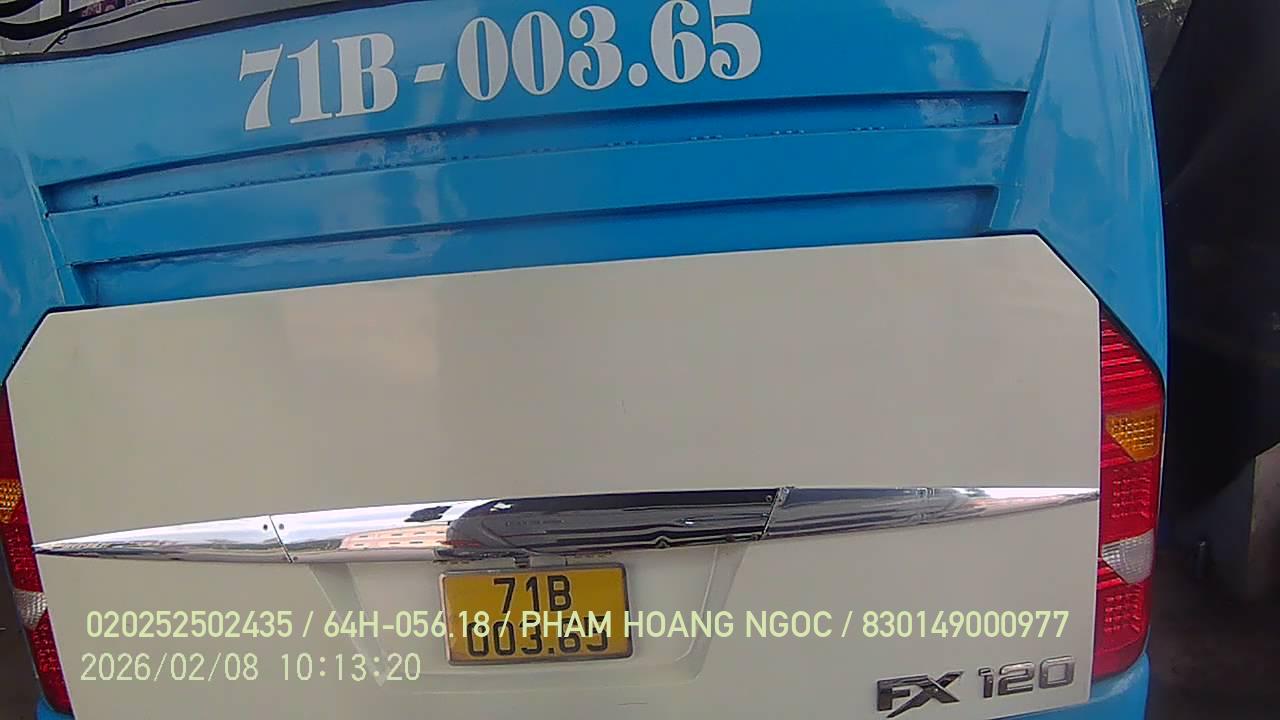 71B-003.65
71B
003.65
020252502435 / 64H-056.18 / PHAM HOANG NGOC / 830149000977
2026/02/08 10:13:20
FX 120